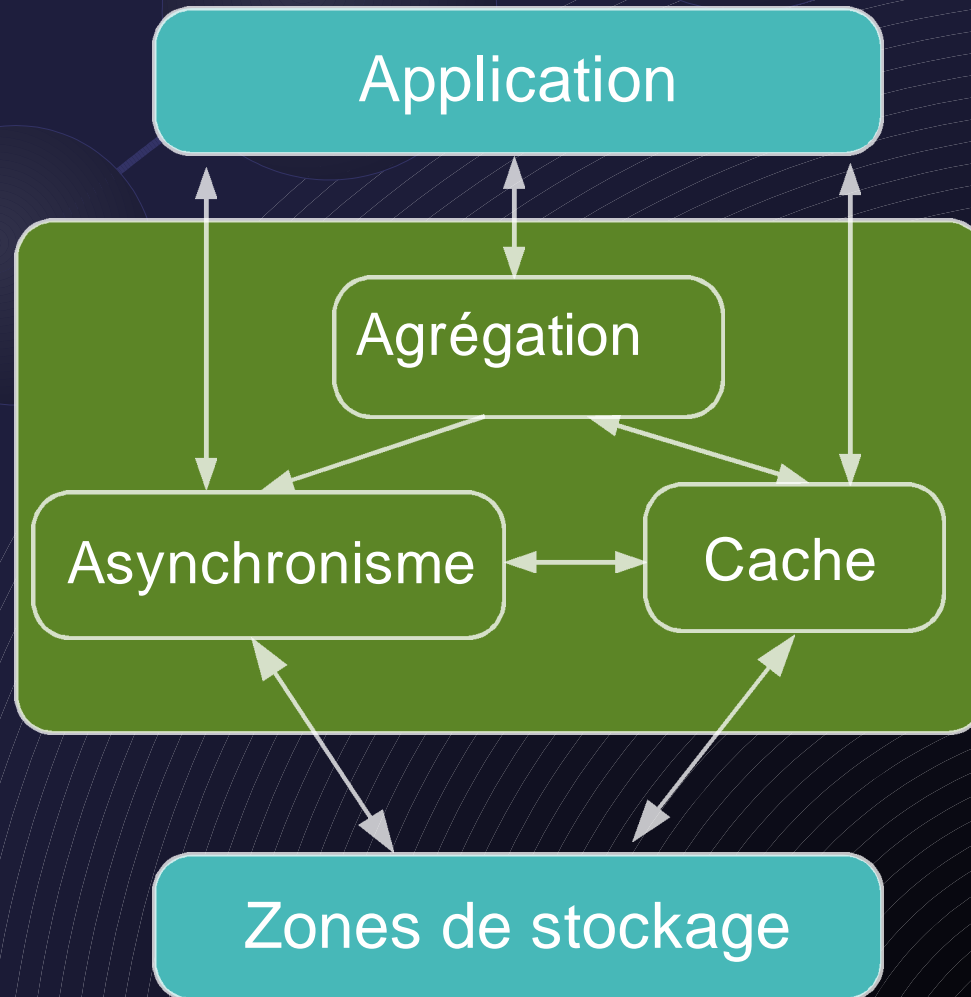 Application
Agrégation
Asynchronisme
Cache
Zones de stockage